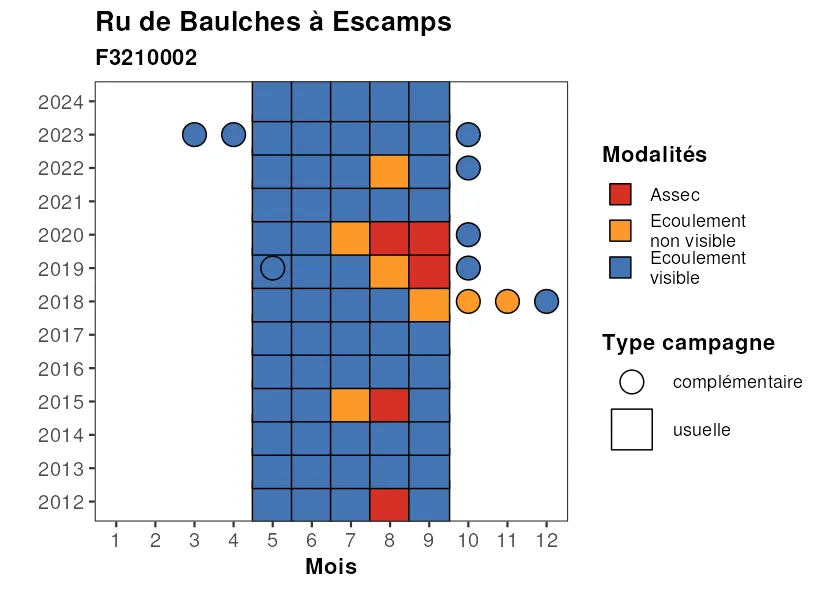 Ru de Baulches à Escamps
F3210002
2024
2023
2022
2021
2020
2019
2018
2017
2016
2015
2014
2013
2012
1 2 3 4 5 6 7 8 9 10 11 12
Mois
Modalités
Assec
Ecoulement
non visible
Ecoulement
visible
Type campagne
complémentaire
usuelle